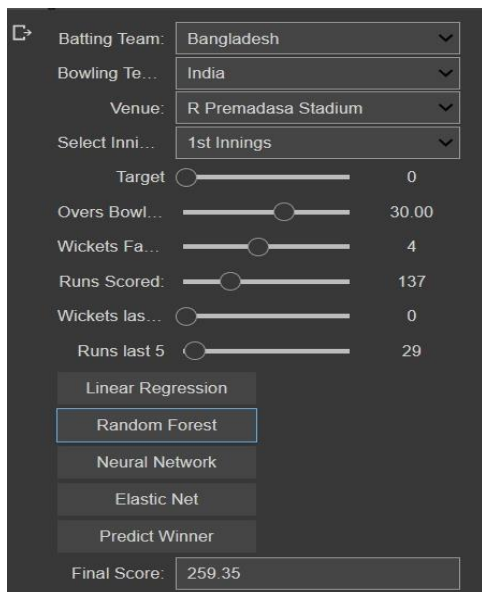 Batting Team: Bangladesh
Bowling Te... India
Venue: R Premadasa Stadium
Select Inni... 1st Innings
Target 0
Overs Bowl... 30.00
Wickets Fa... 4
Runs Scored: 137
Wickets las... 0
Runs last 5 29
Linear Regression
Random Forest
Neural Network
Elastic Net
Predict Winner
Final Score: 259.35